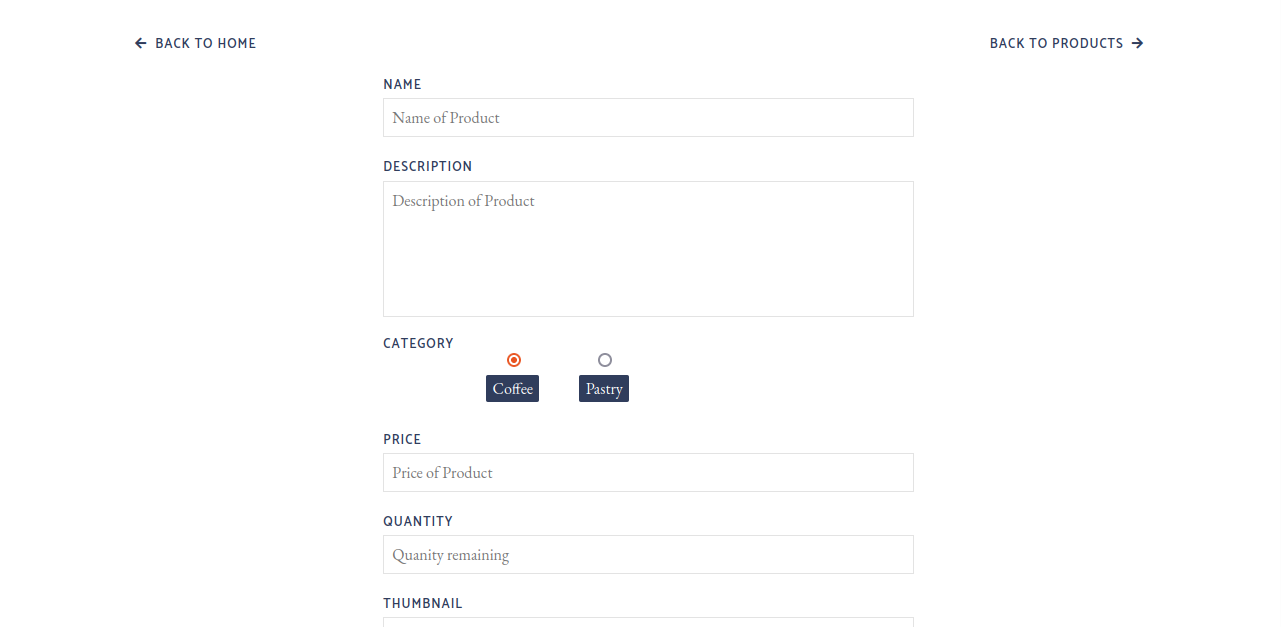 BACK TO HOME
BACK TO PRODUCTS
NAME
Name of Product
DESCRIPTION
Description of Product
CATEGORY
Coffee
Pastry
PRICE
Price of Product
QUANTITY
Quanity remaining
THUMBNAIL